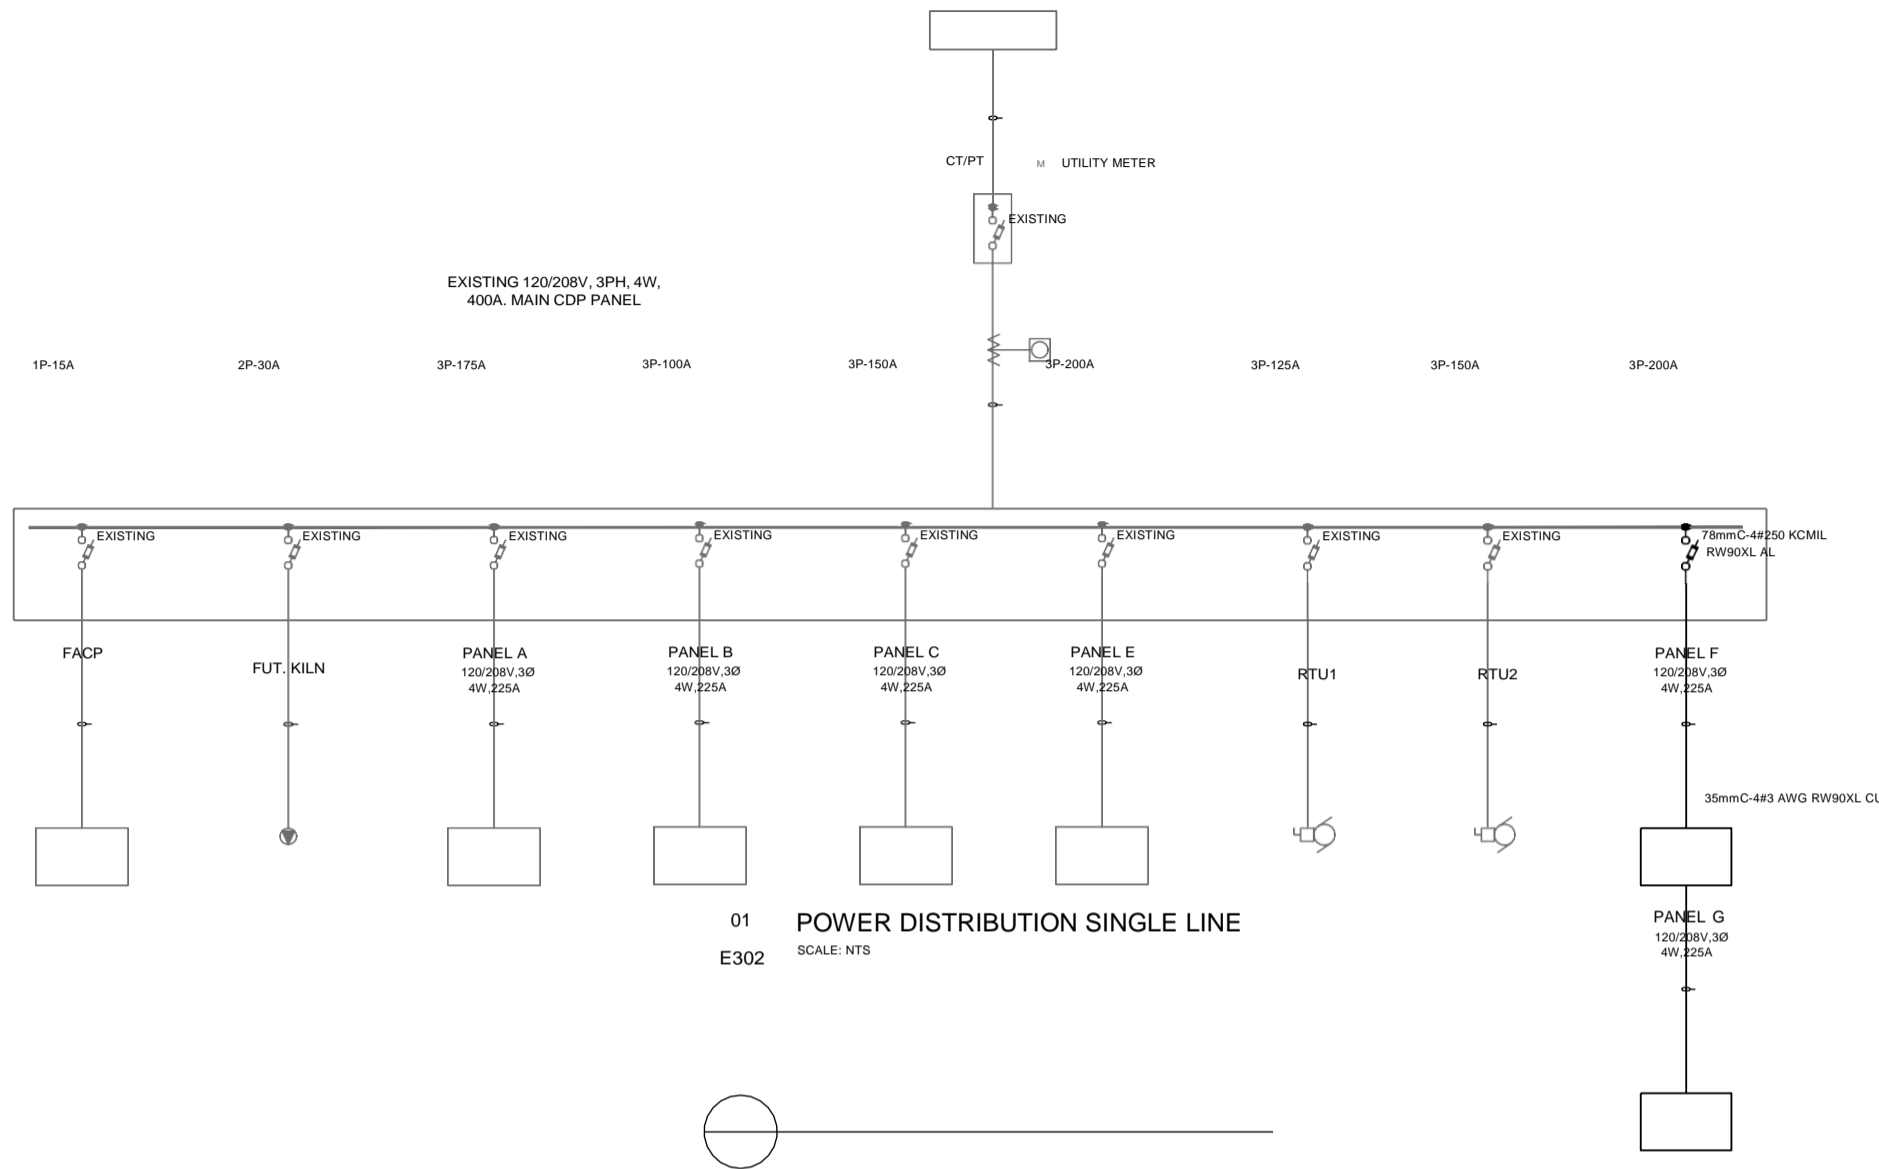 CT/PT
M UTILITY METER
EXISTING
EXISTING 120/208V, 3PH, 4W,
400A. MAIN CDP PANEL
1P-15A
2P-30A
3P-175A
3P-100A
3P-150A
3P-200A
3P-125A
3P-150A
3P-200A
EXISTING
EXISTING
EXISTING
EXISTING
EXISTING
EXISTING
EXISTING
EXISTING
78mmC-4#250 KCMIL
RW90XL AL
FACP
FUT. KILN
PANEL A
120/208V,3Ø
4W,225A
PANEL B
120/208V,3Ø
4W,225A
PANEL C
120/208V,3Ø
4W,225A
PANEL E
120/208V,3Ø
4W,225A
RTU1
RTU2
PANEL F
120/208V,3Ø
4W,225A
35mmC-4#3 AWG RW90XL CU
01
POWER DISTRIBUTION SINGLE LINE
E302
SCALE: NTS
PANEL G
120/208V,3Ø
4W,225A